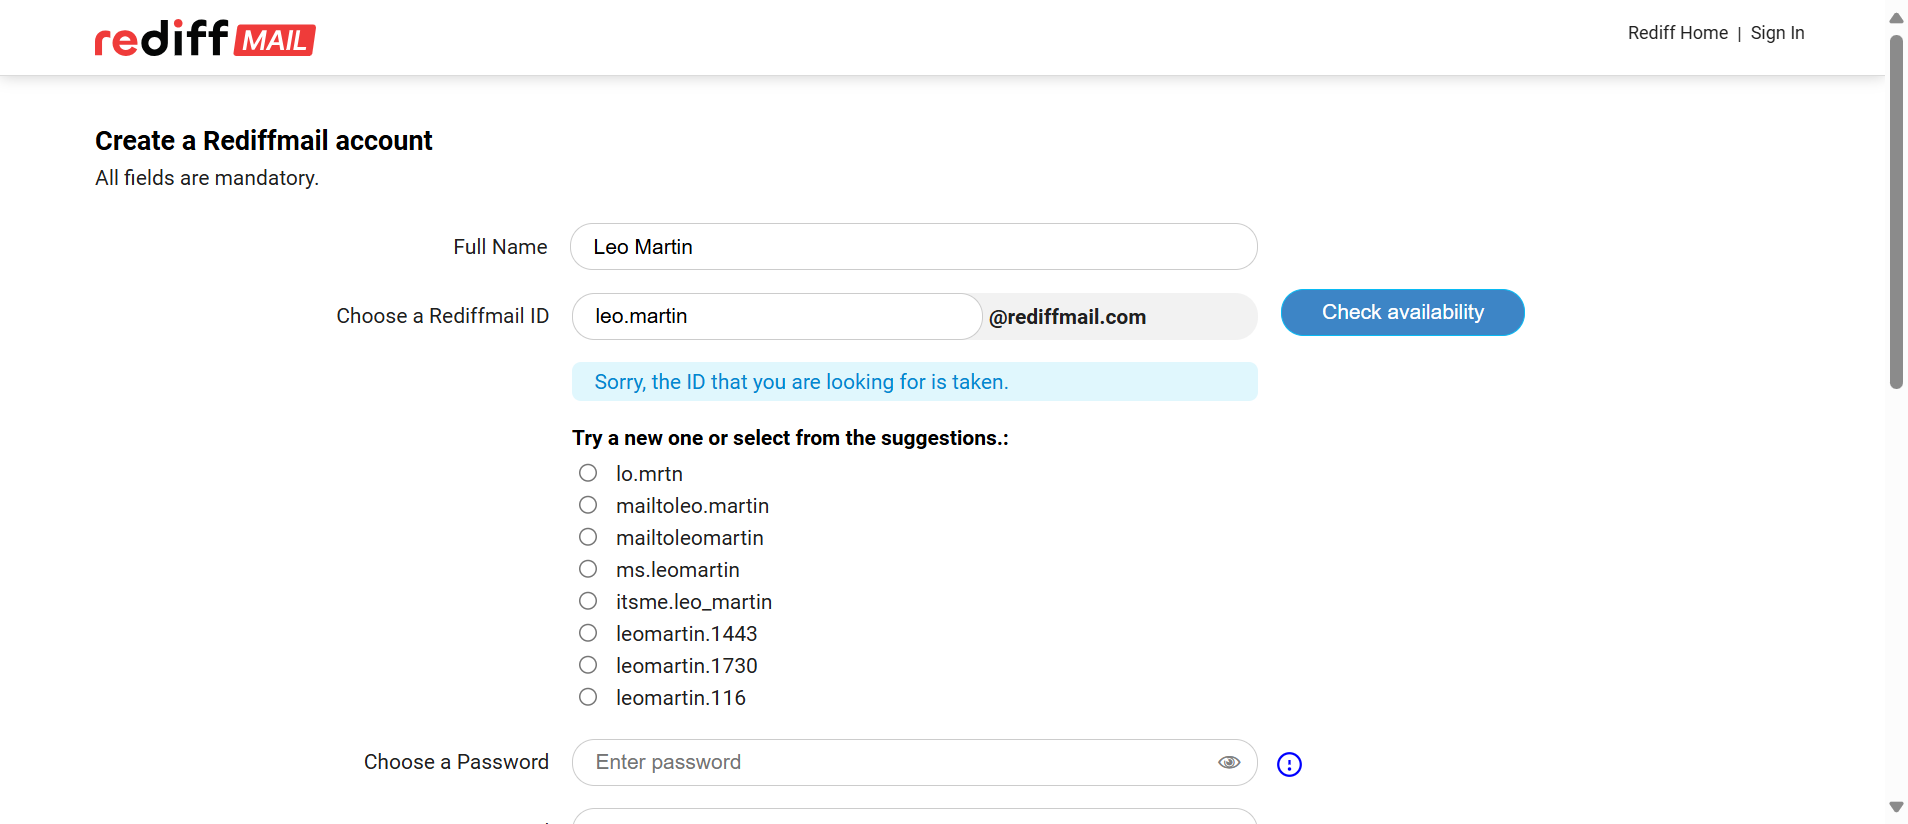 rediff MAIL
Rediff Home | Sign In
Create a Rediffmail account
All fields are mandatory.
Full Name Leo Martin
Choose a Rediffmail ID leo.martin @rediffmail.com Check availability
Sorry, the ID that you are looking for is taken.
Try a new one or select from the suggestions.:
lo.mrtn
mailtoleo.martin
mailtoleomartin
ms.leomartin
itsme.leo_martin
leomartin.1443
leomartin.1730
leomartin.116
Choose a Password Enter password